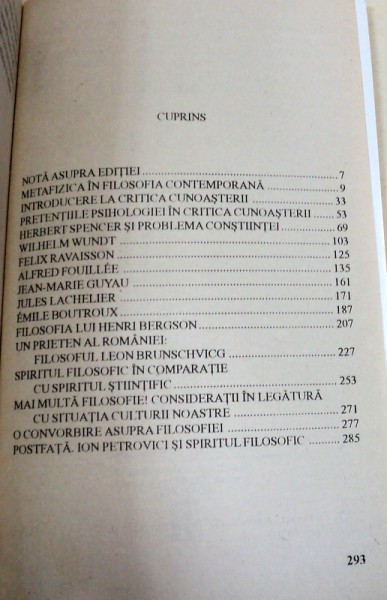 CUPRINS
NOTĂ ASUPRA EDIȚIEI 7
METAFIZICA ÎN FILOSOFIA CONTEMPORANĂ 9
INTRODUCERE LA CRITICA CUNOAȘTERII 33
PRETENȚIILE PSIHOLOGIEI ÎN CRITICA CUNOAȘTERII 53
HERBERT SPENCER ȘI PROBLEMA CONȘTIINȚEI 69
WILHELM WUNDT 103
FELIX RAVAISSON 125
ALFRED FOUILLÉE 135
JEAN-MARIE GUYAU 161
JULES LACHELIER 171
ÉMILE BOUTROUX 187
FILOSOFIA LUI HENRI BERGSON 207
UN PRIETEN AL ROMÂNIEI:
FILOSOFUL LEON BRUNSCHVICG 227
SPIRITUL FILOSOFIC ÎN COMPARAȚIE
CU SPIRITUL ȘTIINȚIFIC 253
MAI MULTĂ FILOSOFIE! CONSIDERAȚII ÎN LEGĂTURĂ
CU SITUAȚIA CULTURII NOASTRE 271
O CONVORBIRE ASUPRA FILOSOFIEI 277
POSTFAȚĂ. ION PETROVICI ȘI SPIRITUL FILOSOFIC 285
293